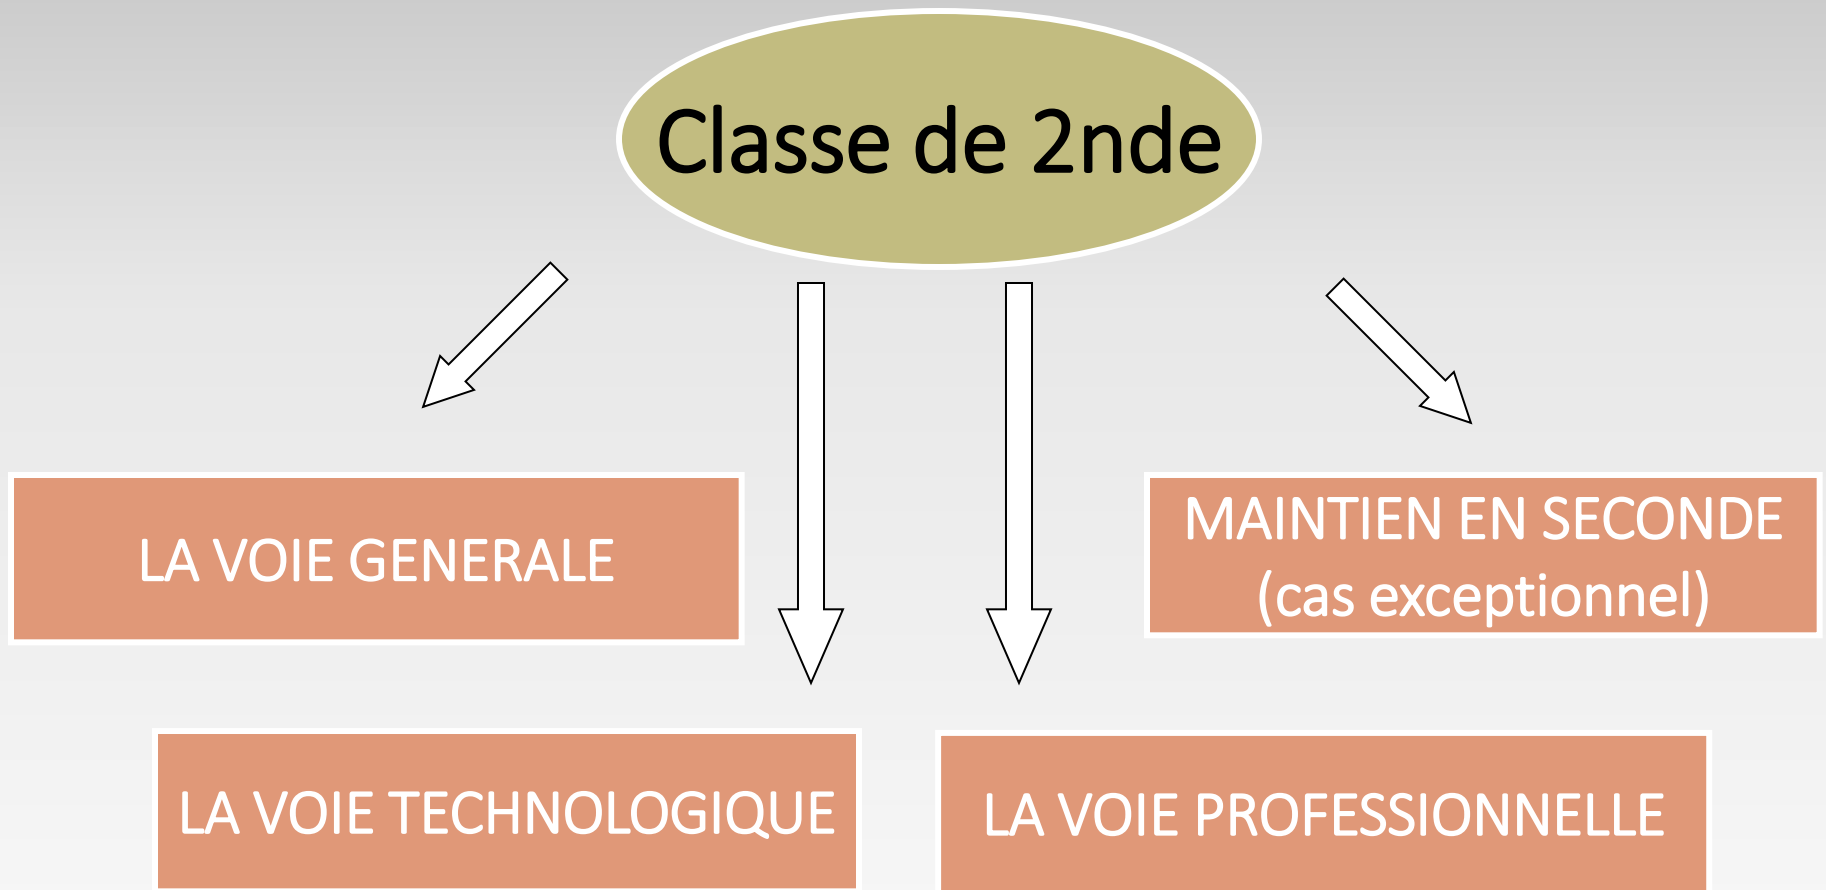 Classe de 2nde
LA VOIE GENERALE
MAINTIEN EN SECONDE
(cas exceptionnel)
LA VOIE TECHNOLOGIQUE
LA VOIE PROFESSIONNELLE